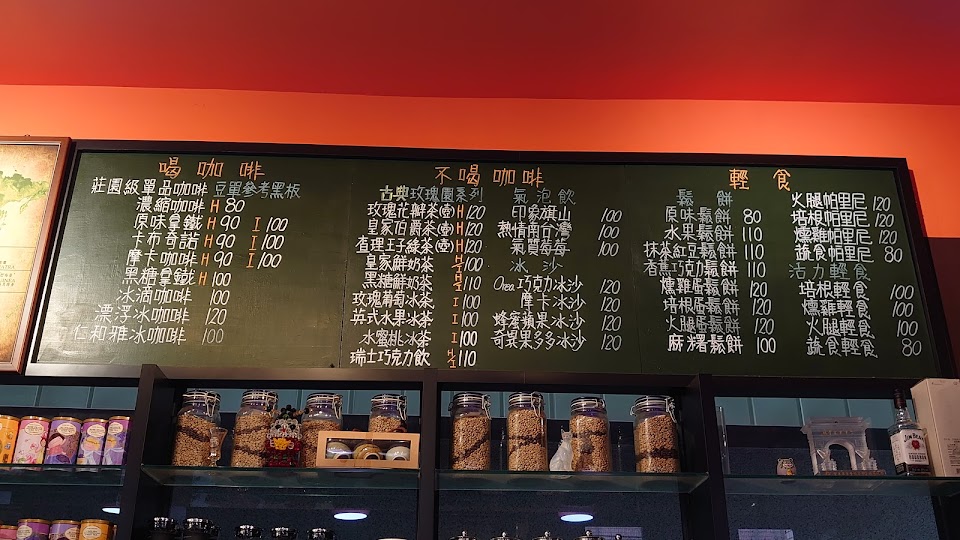 喝咖啡
莊園級單品咖啡 豆單參考黑板
濃縮咖啡 H 80
原味拿鐵 H 90 I 100
卡布奇諾 H 90 I 100
摩卡咖啡 H 90 I 100
黑糖拿鐵 H 100
冰滴咖啡 100
漂浮冰咖啡 120
仁和雅冰咖啡 100
不喝咖啡
古典玫瑰園系列
玫瑰花瓣茶(壺) H 120
皇家伯爵茶(壺) H 120
查理王子綠茶(壺) H 120
皇家鮮奶茶
黑糖鮮奶茶 110
玫瑰葡萄冰茶 I 100
英式水果冰茶 I 100
水蜜桃冰茶 I 100
瑞士巧克力飲 110
氣泡飲
印象旗山 100
熱情南台灣 100
氣質莓莓 100
冰沙
Oreo巧克力冰沙 120
摩卡冰沙 120
蜂蜜蘋果冰沙 120
奇異果多多冰沙 120
輕食
鬆餅
原味鬆餅 80
水果鬆餅 110
抹茶紅豆鬆餅 110
香蕉巧克力鬆餅 110
燻雞蛋鬆餅 120
培根蛋鬆餅 120
火腿蛋鬆餅 120
麻糬鬆餅 100
火腿帕里尼 120
培根帕里尼 120
燻雞帕里尼 120
蔬食帕里尼 80
活力輕食
培根輕食 100
燻雞輕食 100
火腿輕食 100
蔬食輕食 80
JIM BEAM